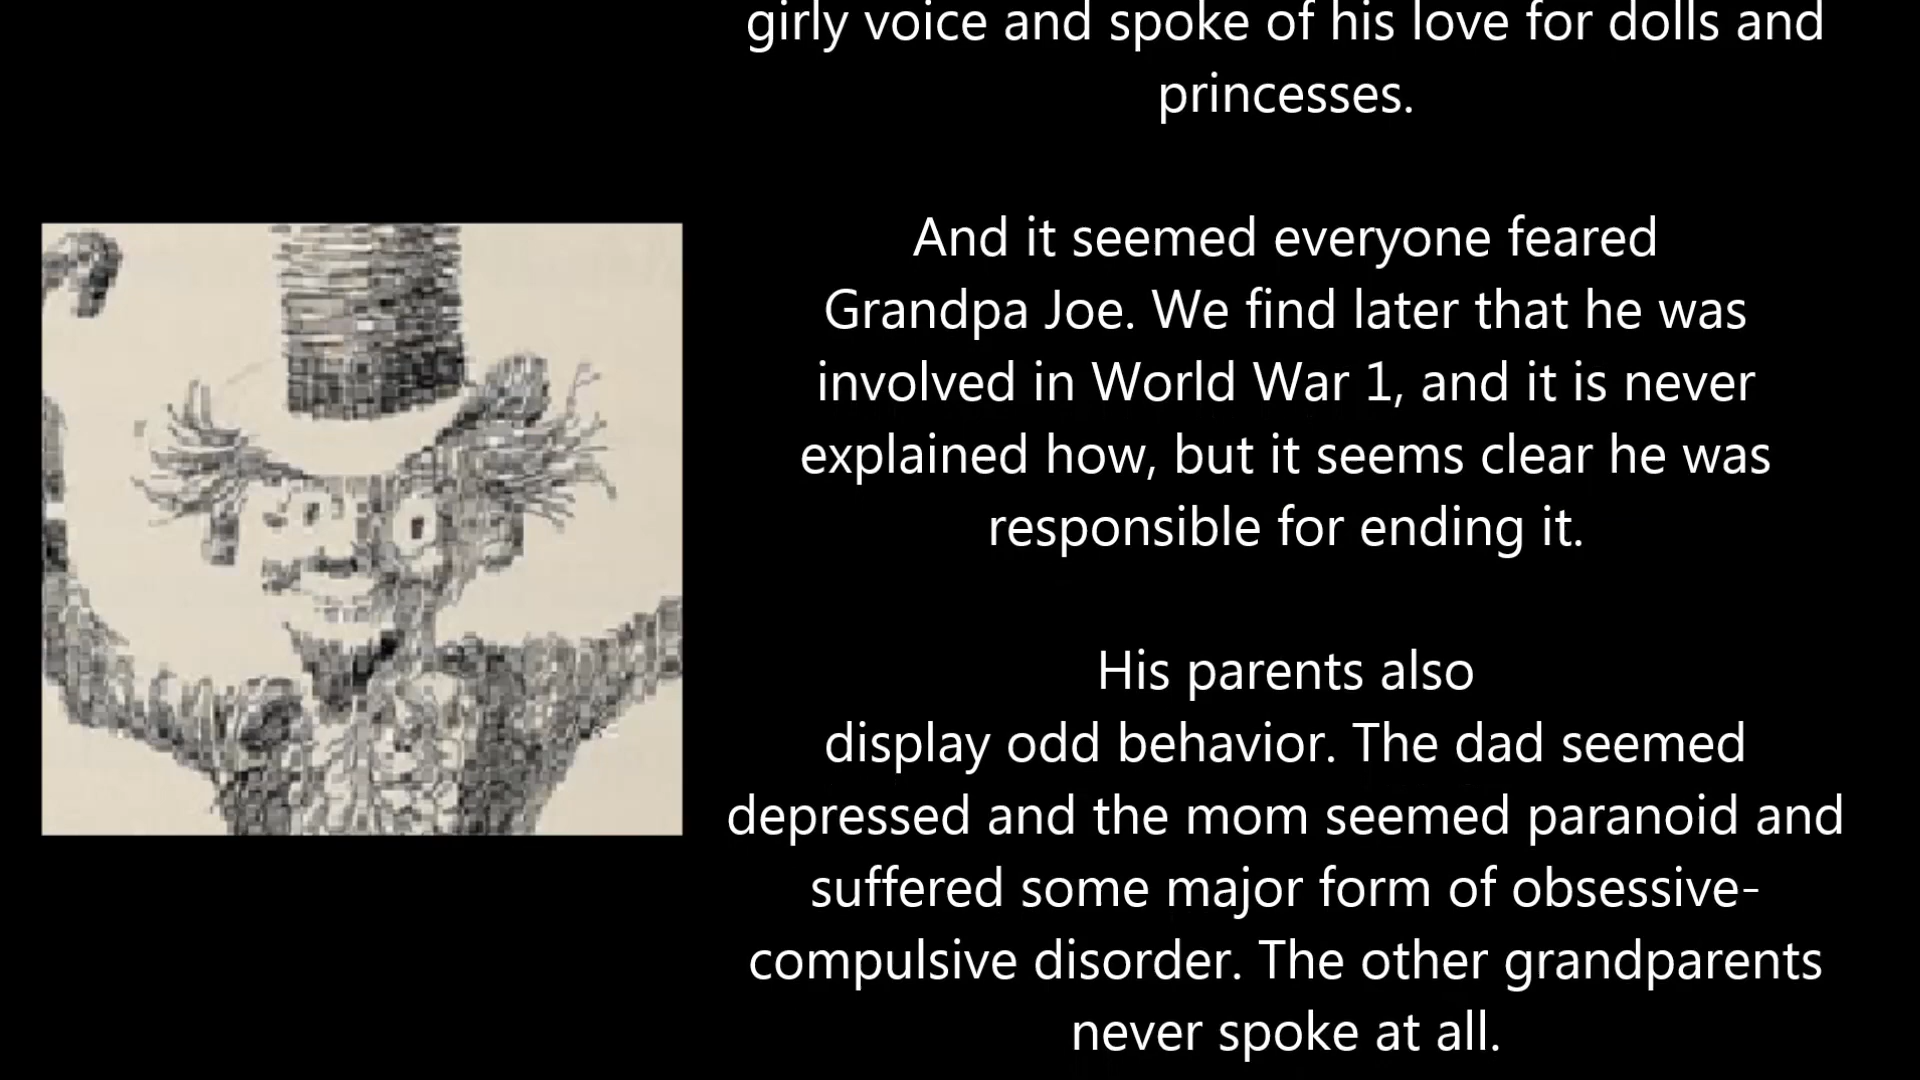 girly voice and spoke of his love for dolls and
princesses.
And it seemed everyone feared
Grandpa Joe. We find later that he was
involved in World War 1, and it is never
explained how, but it seems clear he was
responsible for ending it.
His parents also
display odd behavior. The dad seemed
depressed and the mom seemed paranoid and
suffered some major form of obsessive-
compulsive disorder. The other grandparents
never spoke at all.